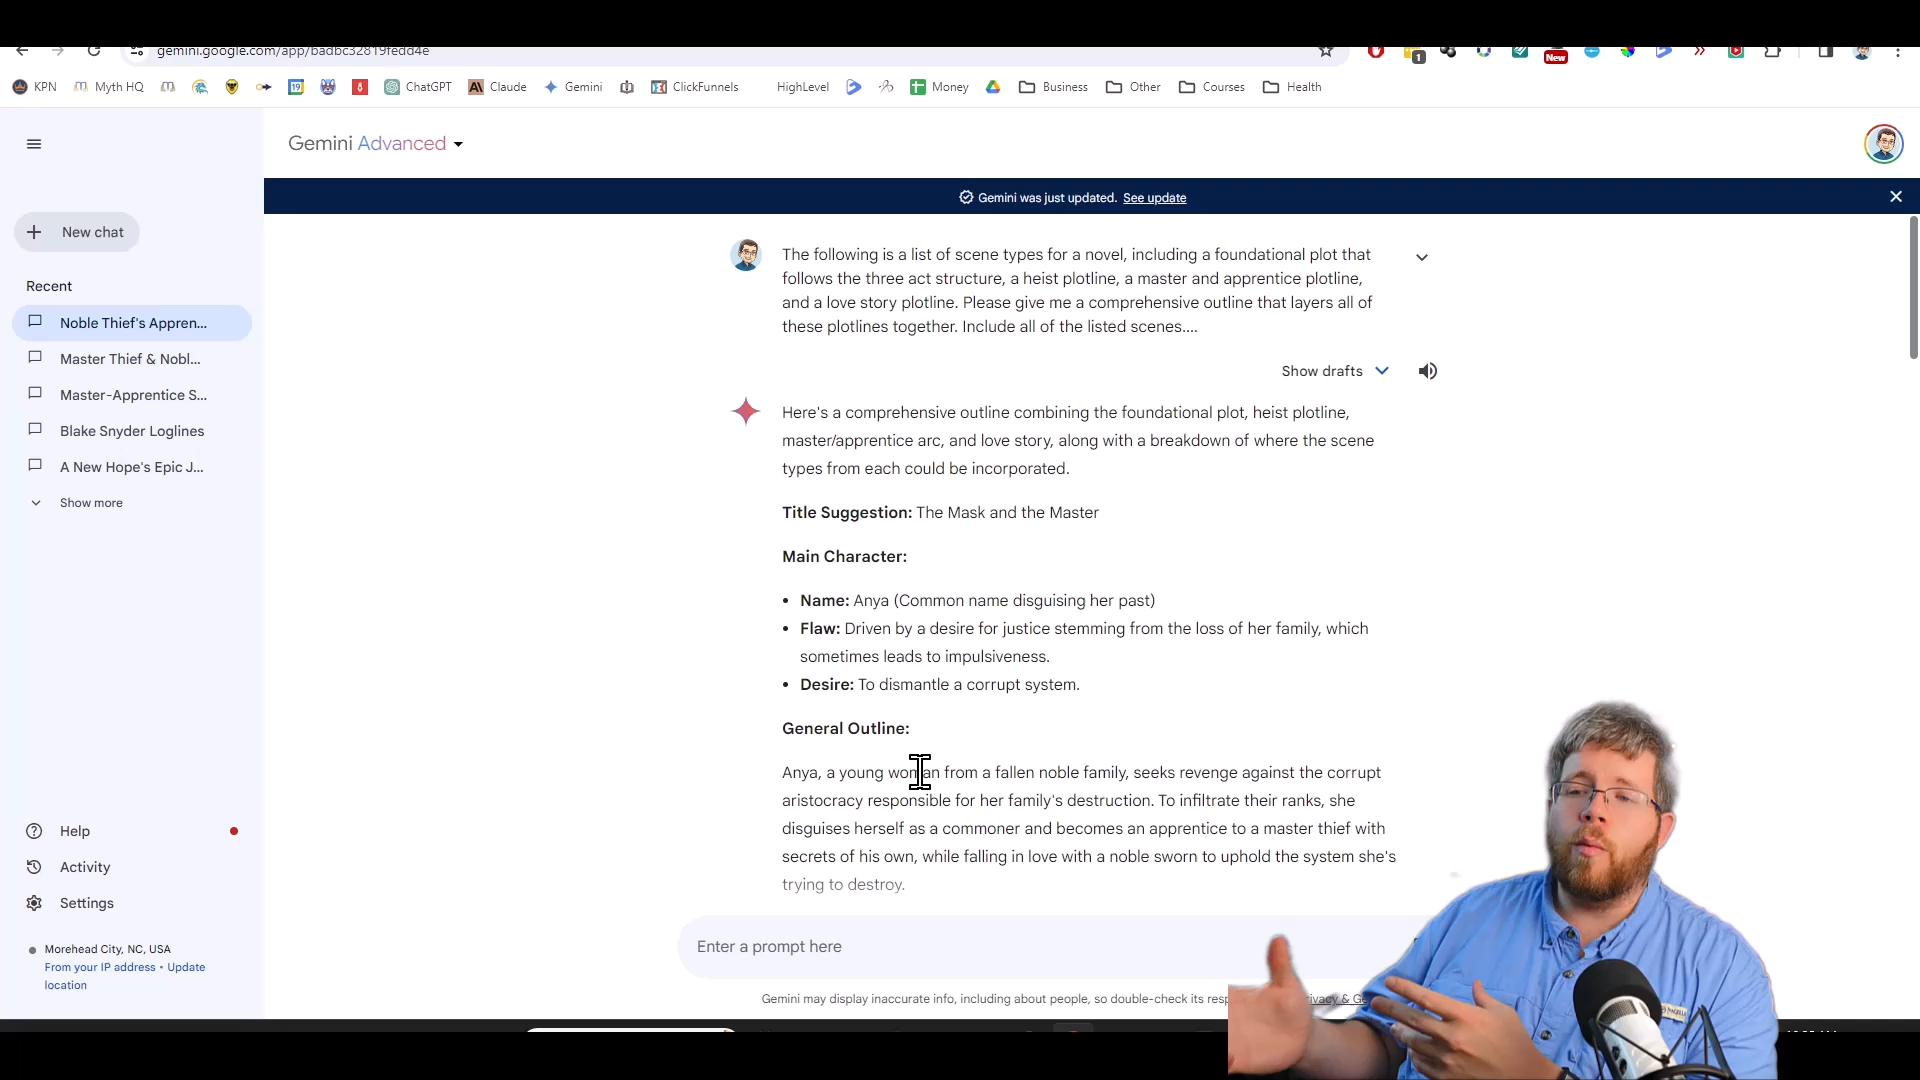 gemini.google.com/app/badbc32819fedd4e
1
New
KPN
Myth HQ
19
ChatGPT
Claude
Gemini
ClickFunnels
HighLevel
Money
Business
Other
Courses
Health
Gemini Advanced
Gemini was just updated. See update
New chat
Recent
Noble Thief's Appren...
Master Thief & Nobl...
Master-Apprentice S...
Blake Snyder Loglines
A New Hope's Epic J...
Show more
The following is a list of scene types for a novel, including a foundational plot that
follows the three act structure, a heist plotline, a master and apprentice plotline,
and a love story plotline. Please give me a comprehensive outline that layers all of
these plotlines together. Include all of the listed scenes....
Show drafts
Here's a comprehensive outline combining the foundational plot, heist plotline,
master/apprentice arc, and love story, along with a breakdown of where the scene
types from each could be incorporated.
Title Suggestion: The Mask and the Master
Main Character:
• Name: Anya (Common name disguising her past)
• Flaw: Driven by a desire for justice stemming from the loss of her family, which
sometimes leads to impulsiveness.
• Desire: To dismantle a corrupt system.
General Outline:
Anya, a young woman from a fallen noble family, seeks revenge against the corrupt
aristocracy responsible for her family's destruction. To infiltrate their ranks, she
disguises herself as a commoner and becomes an apprentice to a master thief with
secrets of his own, while falling in love with a noble sworn to uphold the system she's
trying to destroy.
Help
Activity
Settings
Morehead City, NC, USA
From your IP address • Update
location
Enter a prompt here
Gemini may display inaccurate info, including about people, so double-check its